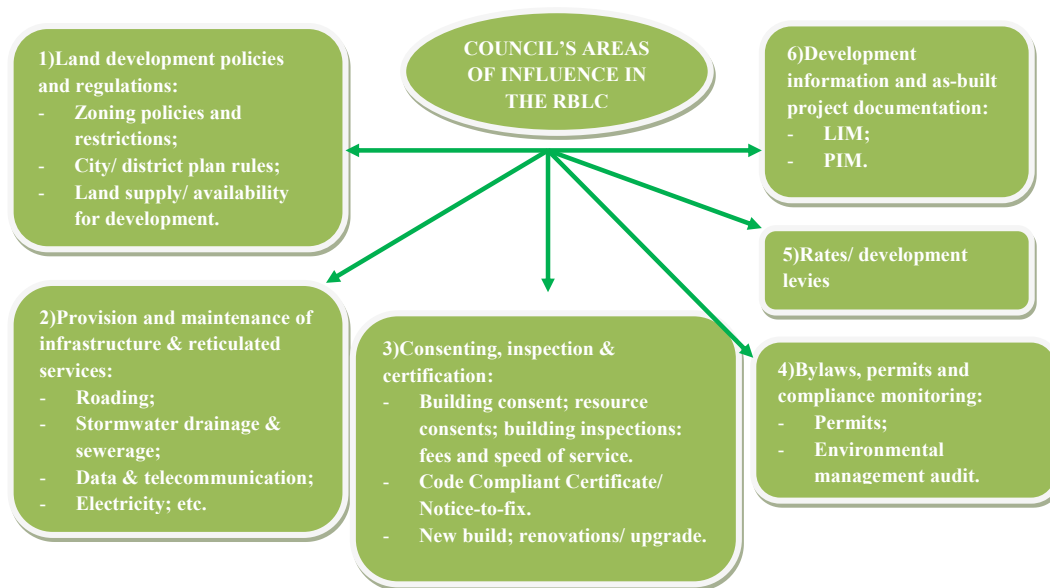 COUNCIL'S AREAS
OF INFLUENCE IN
THE RBLC
1)Land development policies
and regulations:
- Zoning policies and
restrictions;
- City/ district plan rules;
- Land supply/ availability
for development.
2)Provision and maintenance of
infrastructure & reticulated
services:
- Roading;
- Stormwater drainage &
sewerage;
- Data & telecommunication;
- Electricity; etc.
3)Consenting, inspection &
certification:
- Building consent; resource
consents; building inspections:
fees and speed of service.
- Code Compliant Certificate/
Notice-to-fix.
- New build; renovations/ upgrade.
4)Bylaws, permits and
compliance monitoring:
- Permits;
- Environmental
management audit.
5)Rates/ development
levies
6)Development
information and as-built
project documentation:
- LIM;
- PIM.